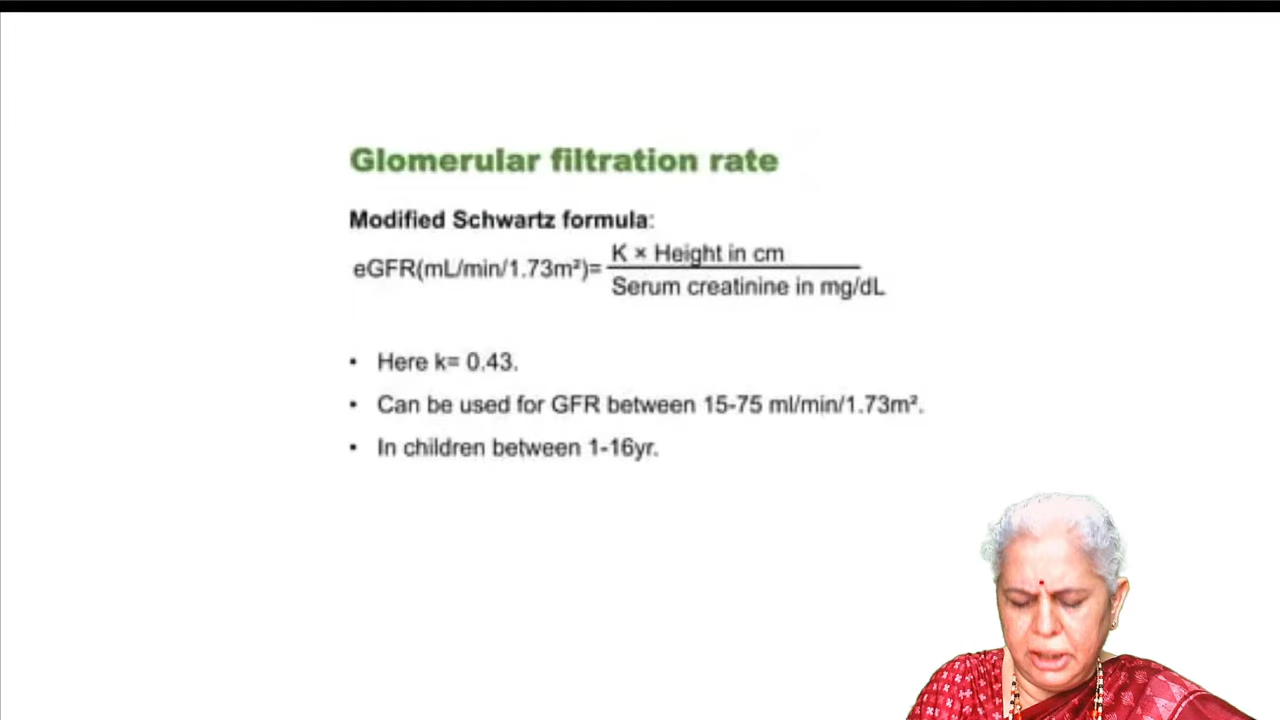 Glomerular filtration rate
Modified Schwartz formula:
eGFR(mL/min/1.73m²)= K × Height in cm
Serum creatinine in mg/dL
• Here k= 0.43.
• Can be used for GFR between 15-75 ml/min/1.73m².
• In children between 1-16yr.